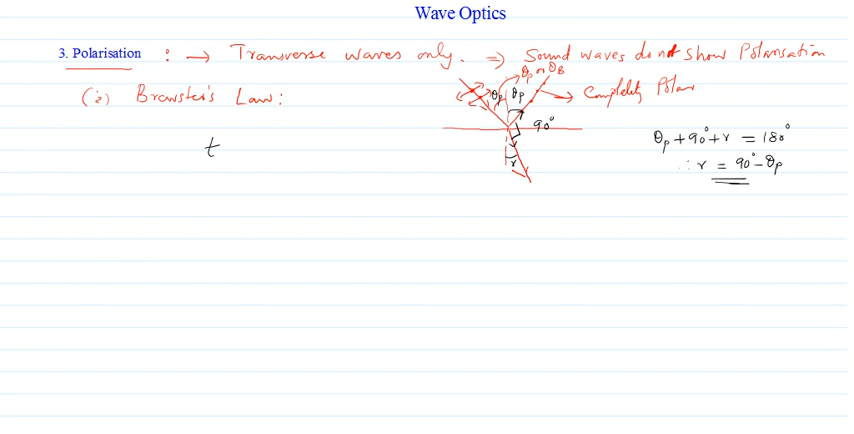 Wave Optics
3. Polarisation : → Transverse waves only. ⇒ Sound waves do not show Polarisation
θp or θB
(i) Brewster's Law:
θp θp → Completely Polar
90°
r
t
θp + 90° + r = 180°
∴ r = 90° - θp